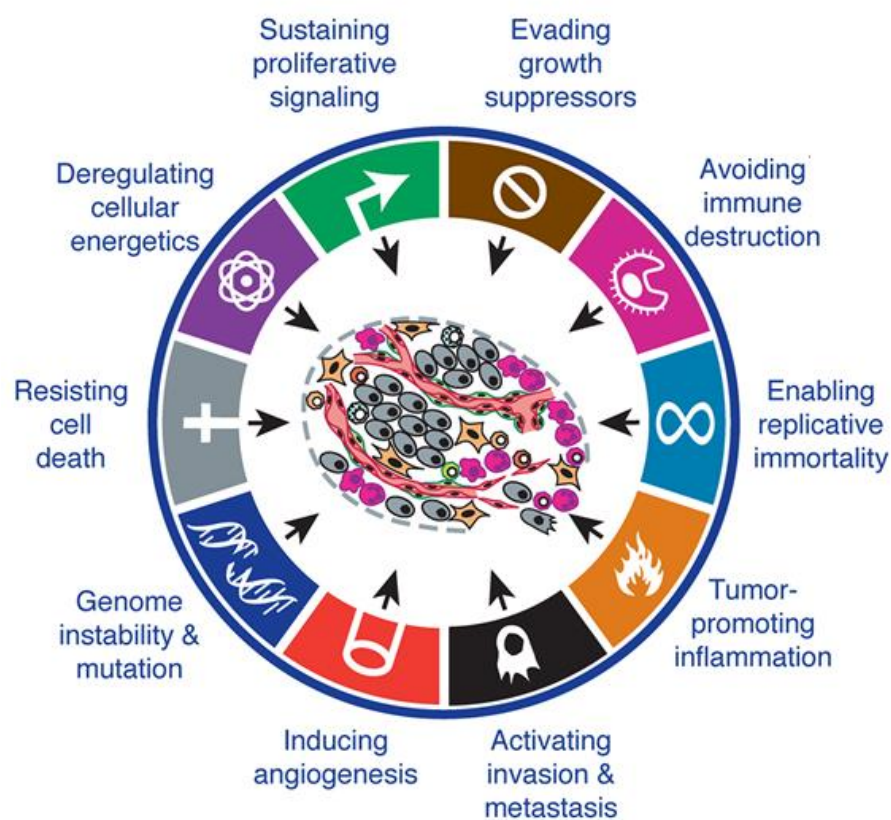 Sustaining
proliferative
signaling
Evading
growth
suppressors
Deregulating
cellular
energetics
Avoiding
immune
destruction
Resisting
cell
death
Enabling
replicative
immortality
Genome
instability &
mutation
Tumor-
promoting
inflammation
Inducing
angiogenesis
Activating
invasion &
metastasis